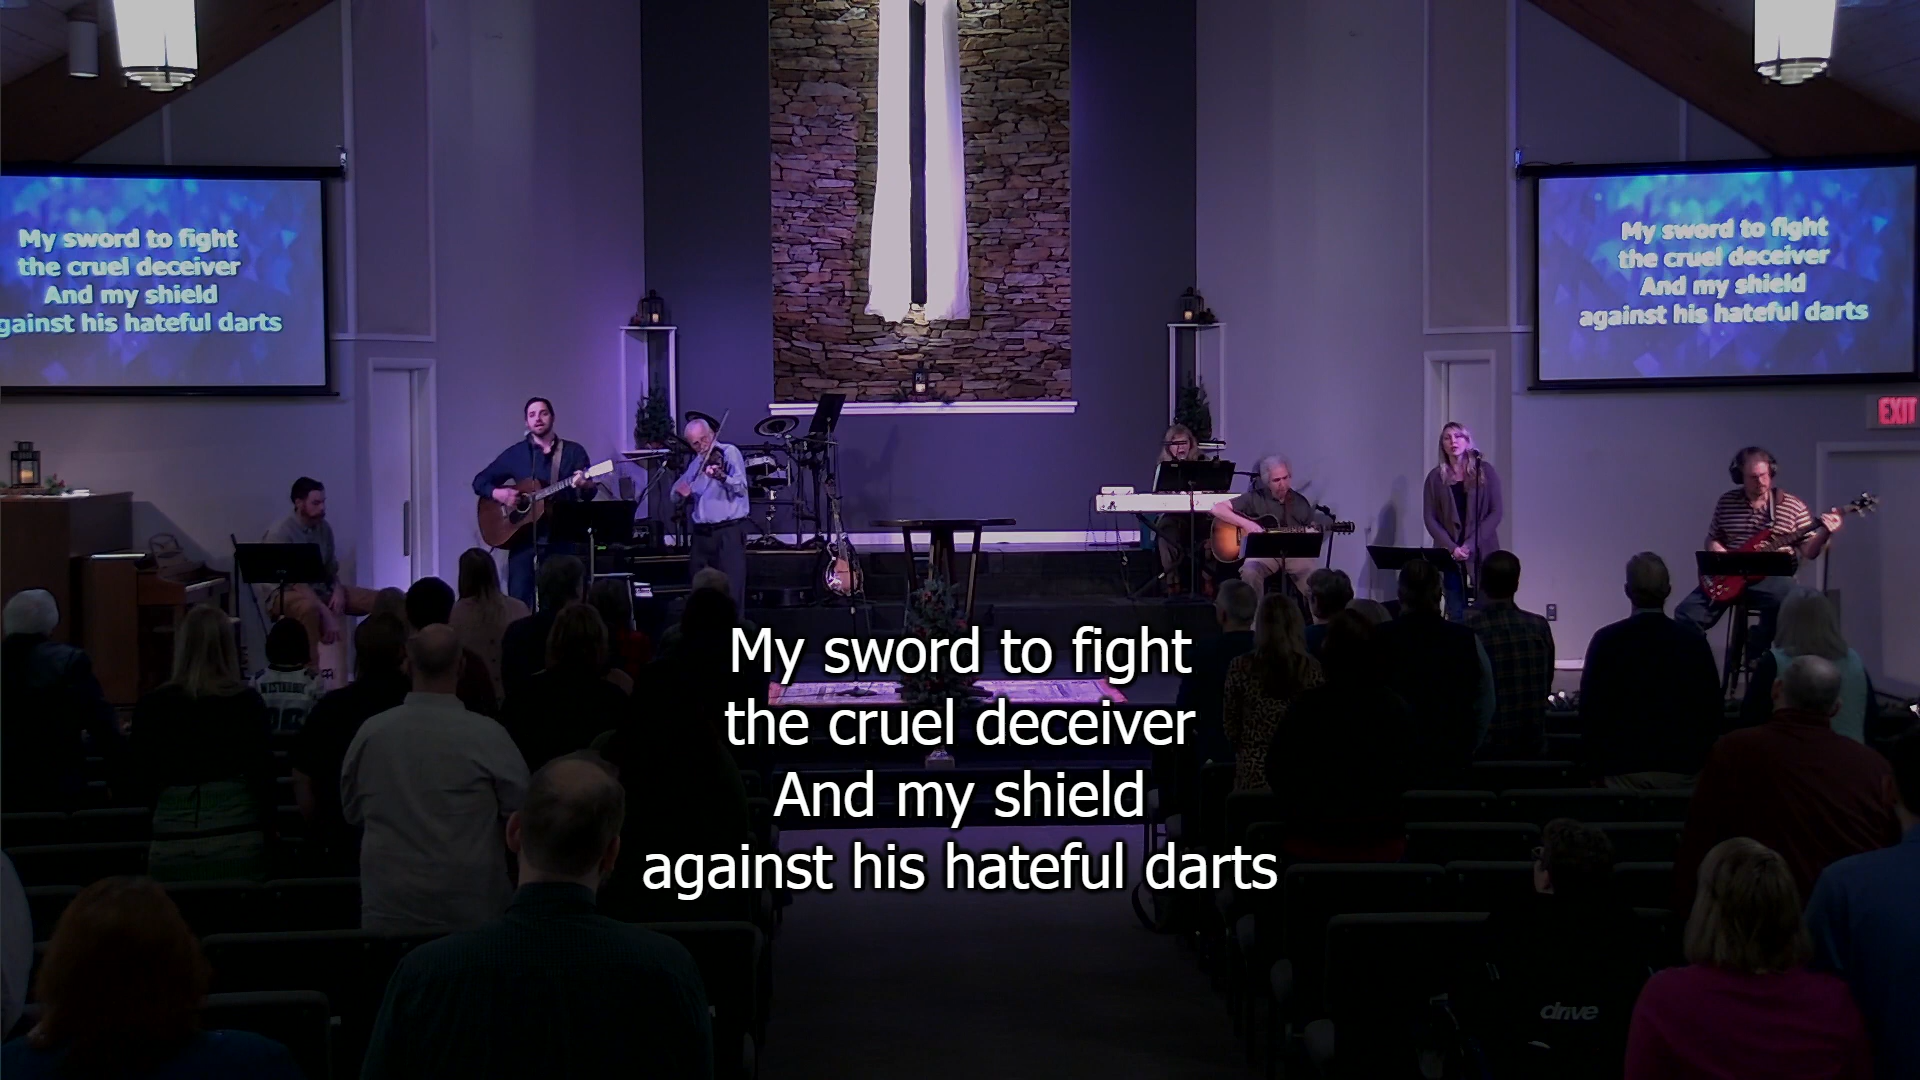 My sword to fight
the cruel deceiver
And my shield
gainst his hateful darts
My sword to fight
the cruel deceiver
And my shield
against his hateful darts
EXIT
My sword to fight
the cruel deceiver
And my shield
against his hateful darts
drive